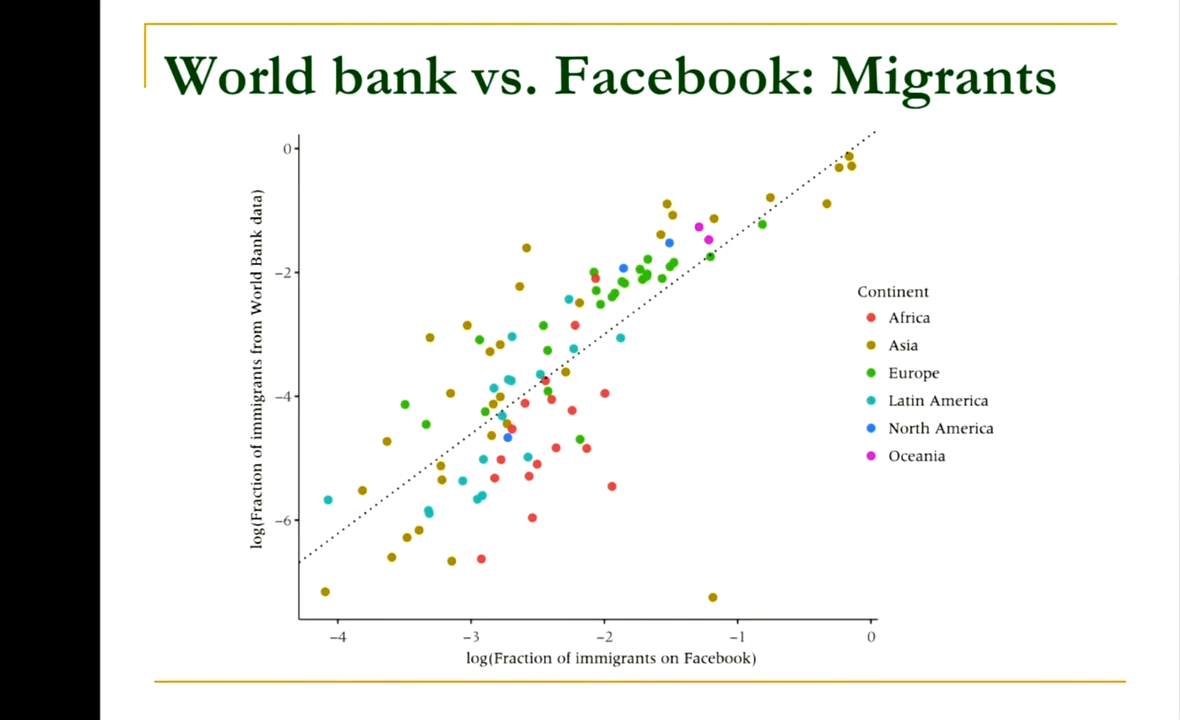 World bank vs. Facebook: Migrants
log(Fraction of immigrants from World Bank data)
0
−2
−4
−6
−4
−3
−2
−1
0
log(Fraction of immigrants on Facebook)
Continent
Africa
Asia
Europe
Latin America
North America
Oceania